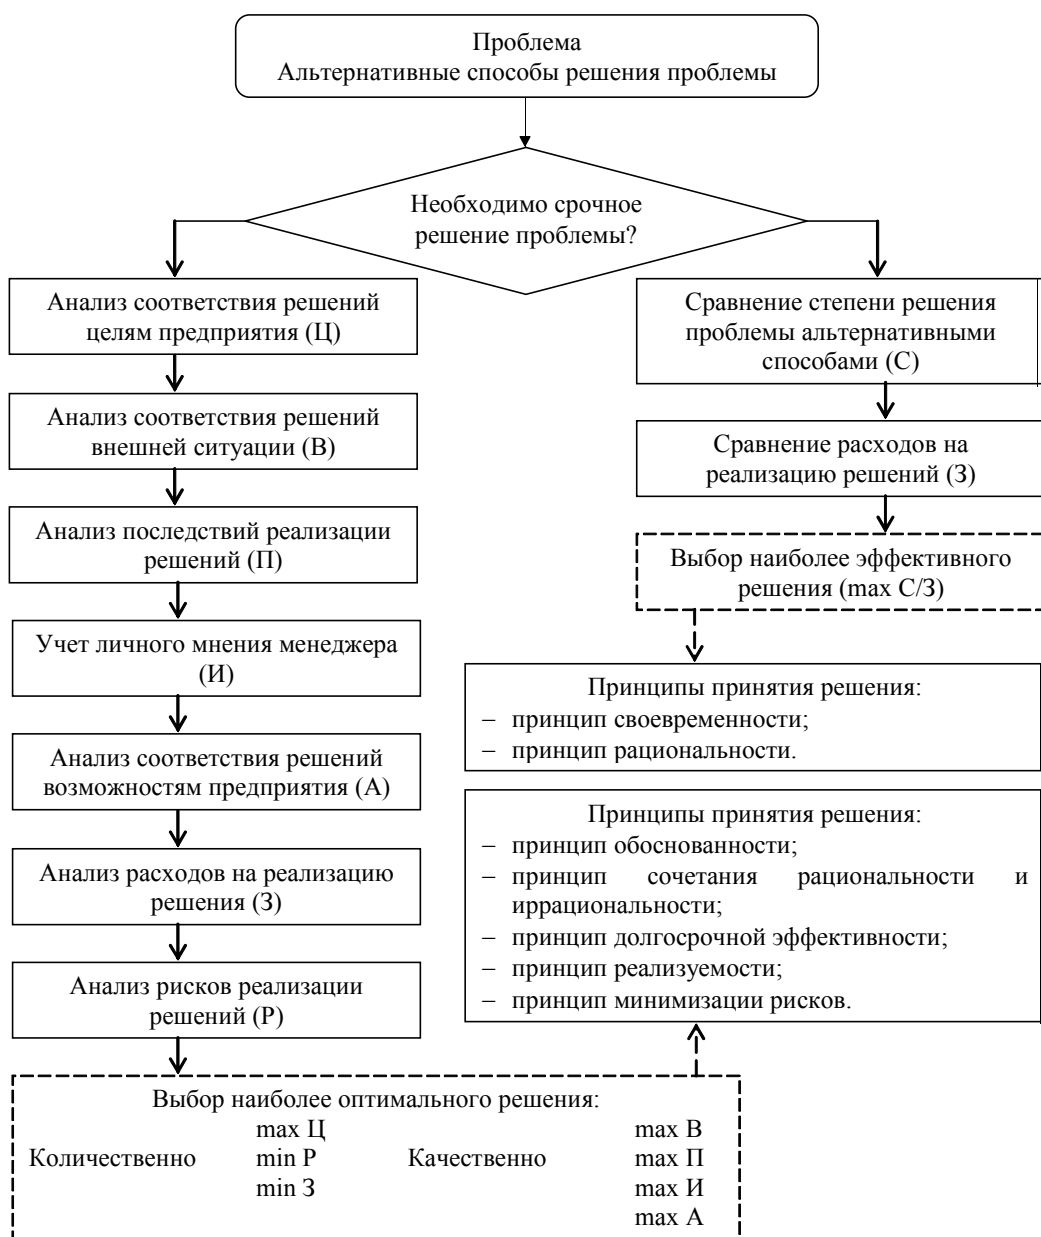 Проблема
Альтернативные способы решения проблемы
Необходимо срочное
решение проблемы?
Анализ соответствия решений
целям предприятия (Ц)
Анализ соответствия решений
внешней ситуации (В)
Анализ последствий реализации
решений (П)
Учет личного мнения менеджера
(И)
Анализ соответствия решений
возможностям предприятия (А)
Анализ расходов на реализацию
решения (З)
Анализ рисков реализации
решений (Р)
Сравнение степени решения
проблемы альтернативными
способами (С)
Сравнение расходов на
реализацию решений (З)
Выбор наиболее эффективного
решения (max С/З)
Принципы принятия решения:
– принцип своевременности;
– принцип рациональности.
Принципы принятия решения:
– принцип обоснованности;
– принцип сочетания рациональности и
иррациональности;
– принцип долгосрочной эффективности;
– принцип реализуемости;
– принцип минимизации рисков.
Выбор наиболее оптимального решения:
Количественно
max Ц
min Р
min З
Качественно
max В
max П
max И
max А